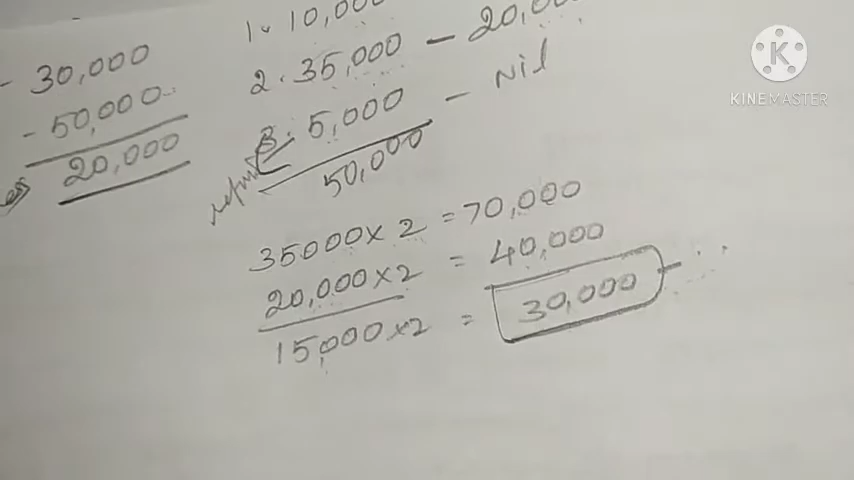 - 30,000
- 50,000
20,000
1. 10,000
2. 35,000 - 20,000
3. 5,000 - Nil
50,000
35000 x 2 = 70,000
20,000 x 2 = 40,000
15,000 x 2 = 30,000
KINEMASTER